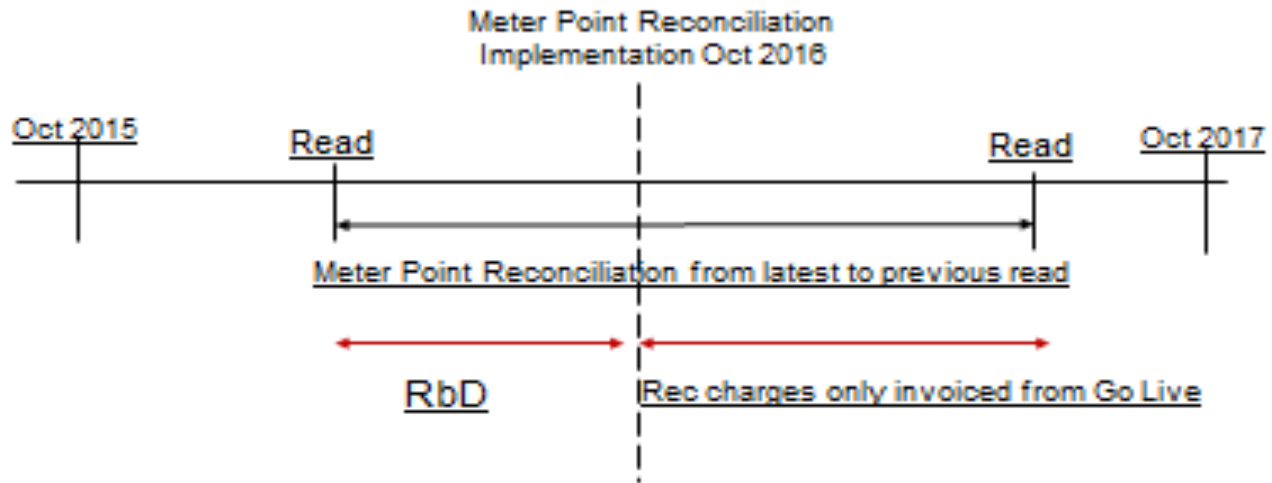 Meter Point Reconciliation
Implementation Oct 2016
Oct 2015
Read
Read
Oct 2017
Meter Point Reconciliation from latest to previous read
RbD
Rec charges only invoiced from Go Live